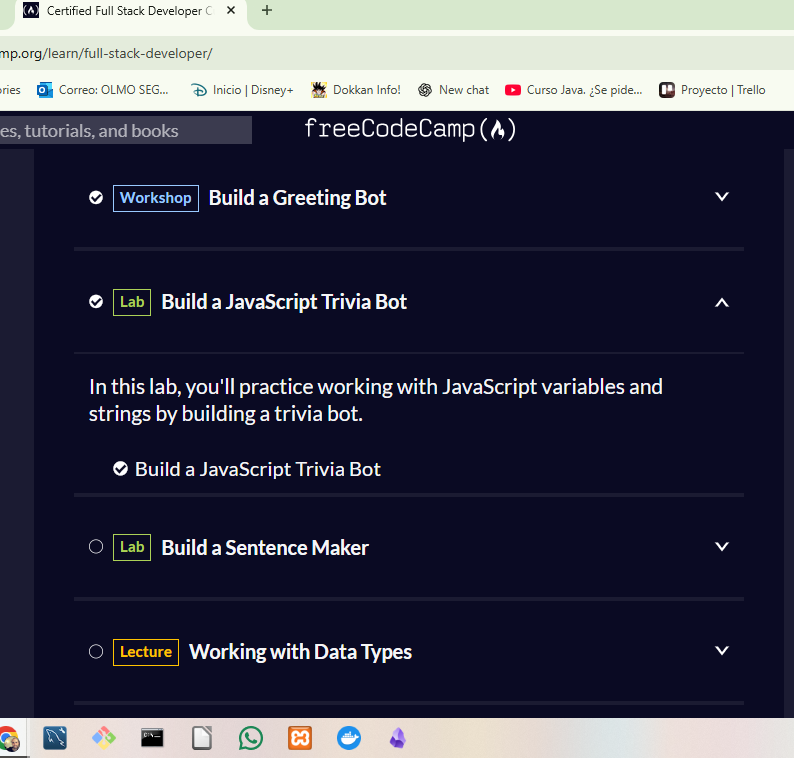 Certified Full Stack Developer C
mp.org/learn/full-stack-developer/
ries Correo: OLMO SEG... Inicio | Disney+ Dokkan Info! New chat Curso Java. ¿Se pide... Proyecto | Trello
es, tutorials, and books freeCodeCamp
Workshop Build a Greeting Bot
Lab Build a JavaScript Trivia Bot
In this lab, you'll practice working with JavaScript variables and
strings by building a trivia bot.
Build a JavaScript Trivia Bot
Lab Build a Sentence Maker
Lecture Working with Data Types